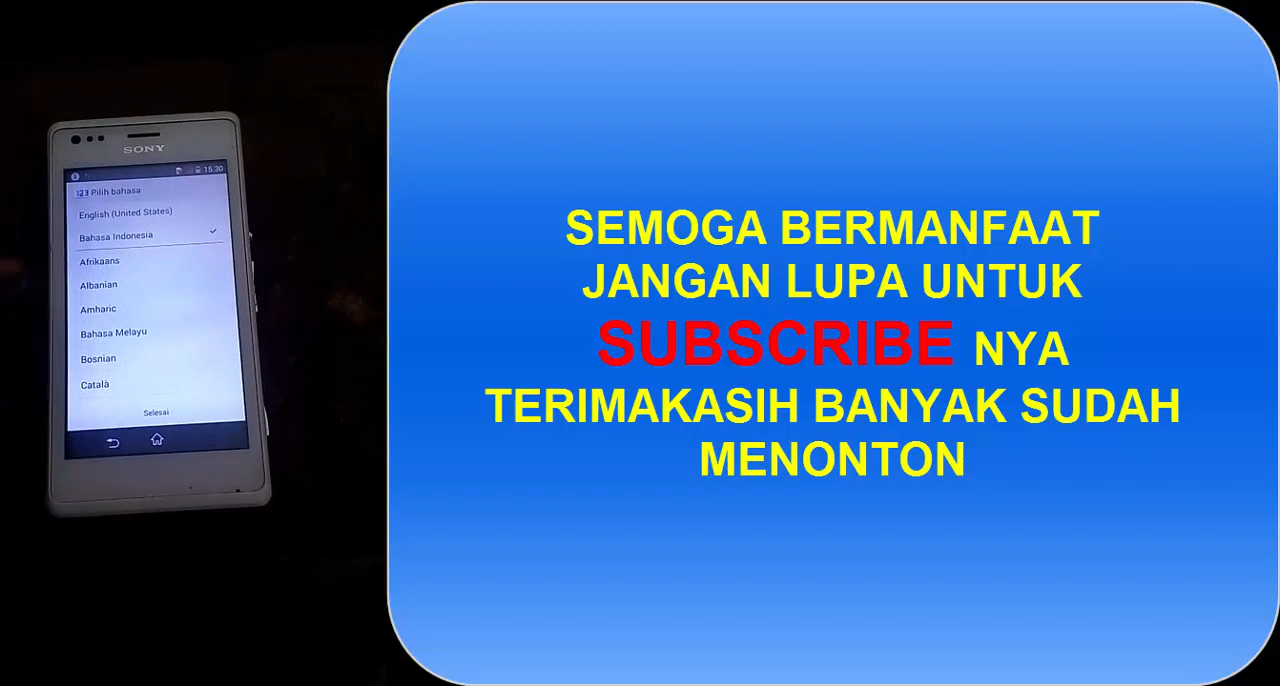 SONY
15.30
123 Pilih bahasa
English (United States)
Bahasa Indonesia
Afrikaans
Albanian
Amharic
Bahasa Melayu
Bosnian
Català
Selesai
SEMOGA BERMANFAAT
JANGAN LUPA UNTUK
SUBSCRIBE NYA
TERIMAKASIH BANYAK SUDAH
MENONTON